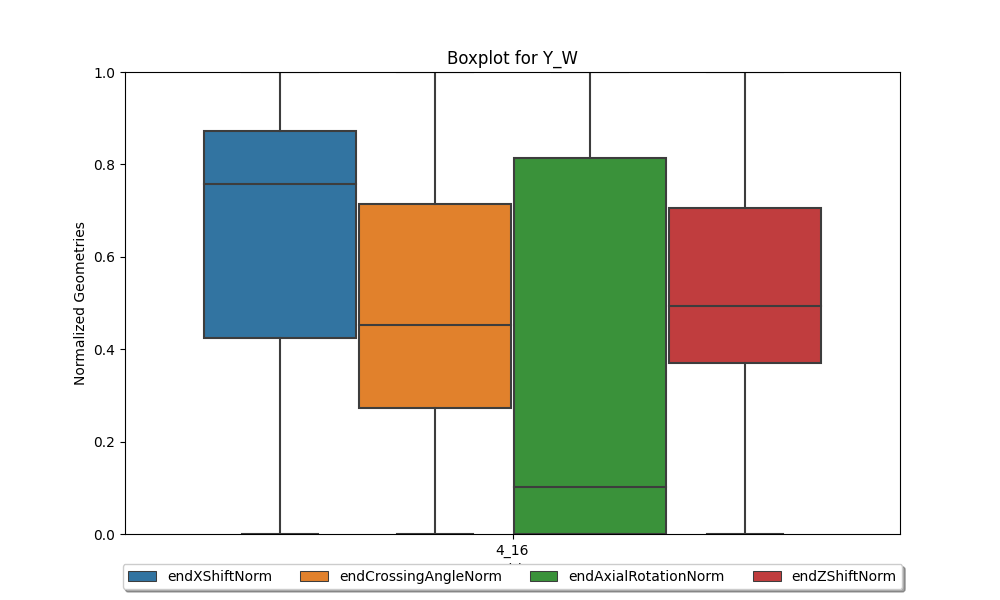 Boxplot for Y_W
1.0
0.8
0.6
0.4
0.2
0.0
Normalized Geometries
4_16
endXShiftNorm endCrossingAngleNorm endAxialRotationNorm endZShiftNorm